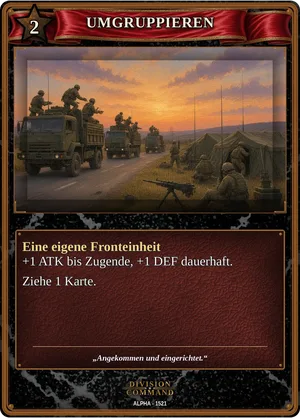 2
UMGRUPPIEREN
Eine eigene Fronteinheit
+1 ATK bis Zugende, +1 DEF dauerhaft.
Ziehe 1 Karte.
„Angekommen und eingerichtet.“
DIVISION
COMMAND
ALPHA - 1521